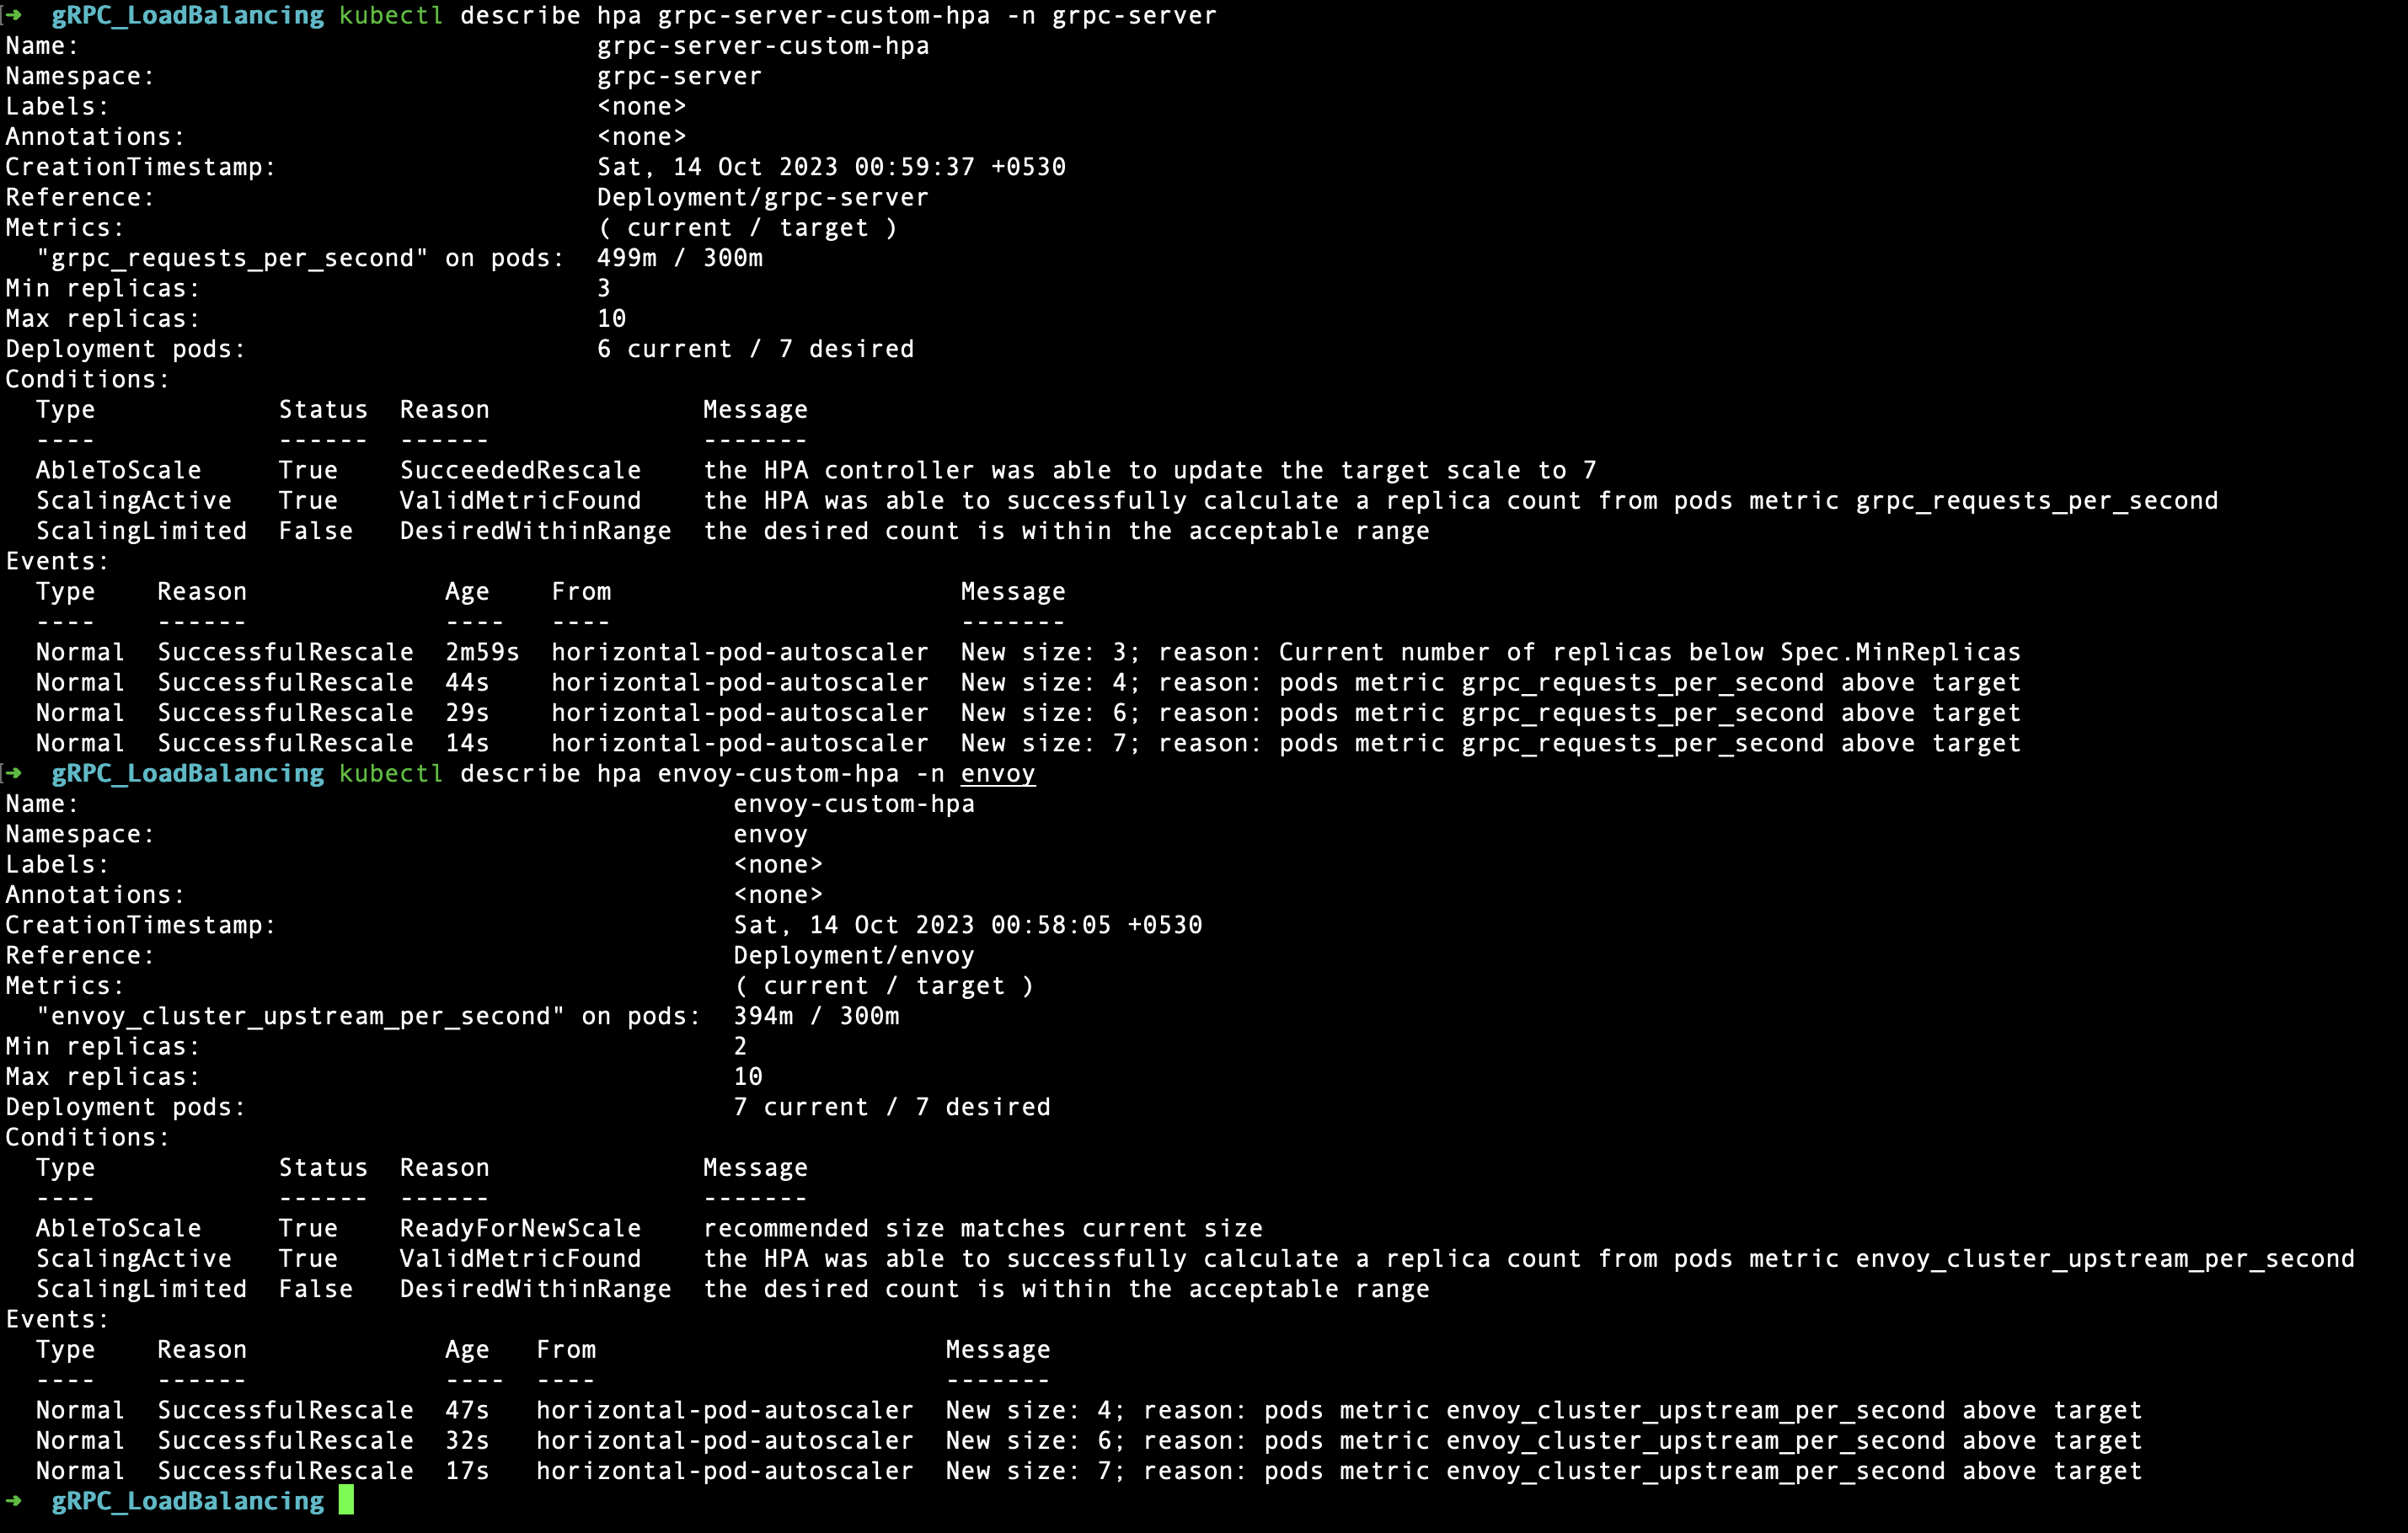 ➜  gRPC_LoadBalancing kubectl describe hpa grpc-server-custom-hpa -n grpc-server
Name:                                  grpc-server-custom-hpa
Namespace:                             grpc-server
Labels:                                <none>
Annotations:                           <none>
CreationTimestamp:                     Sat, 14 Oct 2023 00:59:37 +0530
Reference:                             Deployment/grpc-server
Metrics:                               ( current / target )
  "grpc_requests_per_second" on pods:  499m / 300m
Min replicas:                          3
Max replicas:                          10
Deployment pods:                       6 current / 7 desired
Conditions:
  Type            Status  Reason              Message
  ----            ------  ------              -------
  AbleToScale     True    SucceededRescale    the HPA controller was able to update the target scale to 7
  ScalingActive   True    ValidMetricFound    the HPA was able to successfully calculate a replica count from pods metric grpc_requests_per_second
  ScalingLimited  False   DesiredWithinRange  the desired count is within the acceptable range
Events:
  Type    Reason             Age    From                       Message
  ----    ------             ----   ----                       -------
  Normal  SuccessfulRescale  2m59s  horizontal-pod-autoscaler  New size: 3; reason: Current number of replicas below Spec.MinReplicas
  Normal  SuccessfulRescale  44s    horizontal-pod-autoscaler  New size: 4; reason: pods metric grpc_requests_per_second above target
  Normal  SuccessfulRescale  29s    horizontal-pod-autoscaler  New size: 6; reason: pods metric grpc_requests_per_second above target
  Normal  SuccessfulRescale  14s    horizontal-pod-autoscaler  New size: 7; reason: pods metric grpc_requests_per_second above target
➜  gRPC_LoadBalancing kubectl describe hpa envoy-custom-hpa -n envoy
Name:                                           envoy-custom-hpa
Namespace:                                      envoy
Labels:                                         <none>
Annotations:                                    <none>
CreationTimestamp:                              Sat, 14 Oct 2023 00:58:05 +0530
Reference:                                      Deployment/envoy
Metrics:                                        ( current / target )
  "envoy_cluster_upstream_per_second" on pods:  394m / 300m
Min replicas:                                   2
Max replicas:                                   10
Deployment pods:                                7 current / 7 desired
Conditions:
  Type            Status  Reason              Message
  ----            ------  ------              -------
  AbleToScale     True    ReadyForNewScale    recommended size matches current size
  ScalingActive   True    ValidMetricFound    the HPA was able to successfully calculate a replica count from pods metric envoy_cluster_upstream_per_second
  ScalingLimited  False   DesiredWithinRange  the desired count is within the acceptable range
Events:
  Type    Reason             Age   From                       Message
  ----    ------             ----  ----                       -------
  Normal  SuccessfulRescale  47s   horizontal-pod-autoscaler  New size: 4; reason: pods metric envoy_cluster_upstream_per_second above target
  Normal  SuccessfulRescale  32s   horizontal-pod-autoscaler  New size: 6; reason: pods metric envoy_cluster_upstream_per_second above target
  Normal  SuccessfulRescale  17s   horizontal-pod-autoscaler  New size: 7; reason: pods metric envoy_cluster_upstream_per_second above target
➜  gRPC_LoadBalancing